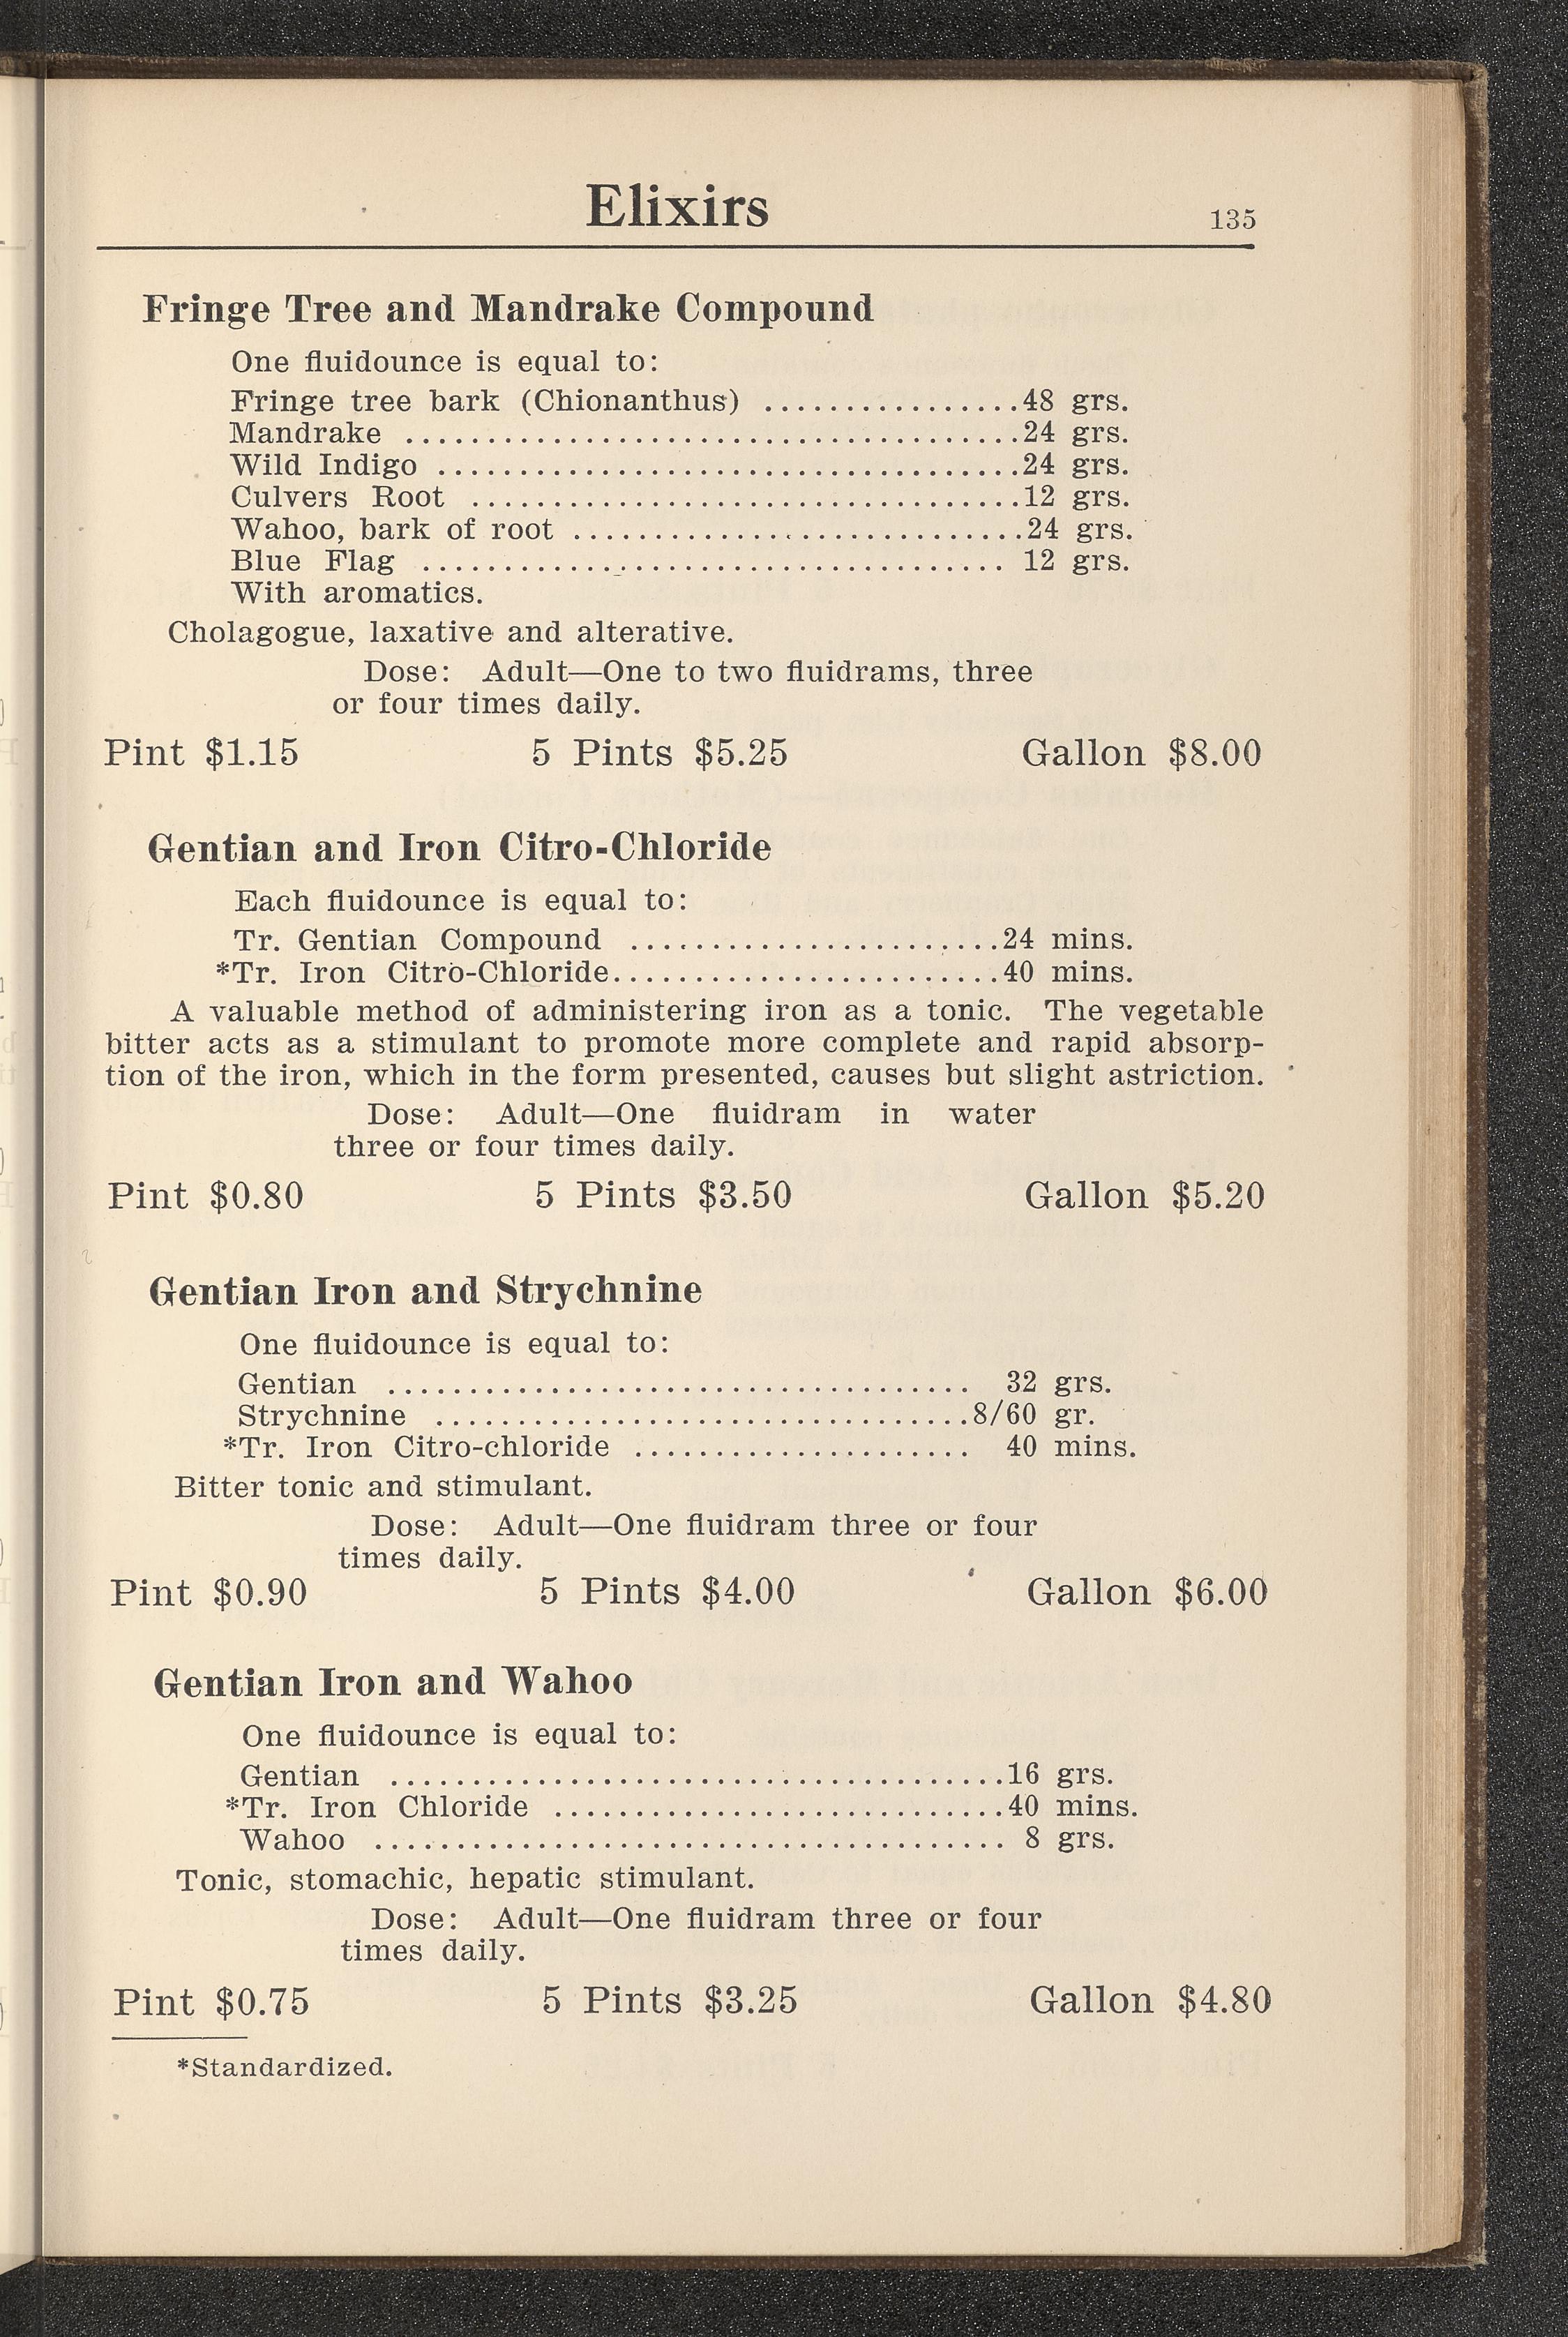 Elixirs 135
Fringe Tree and Mandrake Compound
One fluidounce is equal to:
Fringe tree bark (Chionanthus) ................48 grs.
Mandrake ......................................24 grs.
Wild Indigo ....................................24 grs.
Culvers Root ..................................12 grs.
Wahoo, bark of root ............................24 grs.
Blue Flag .................................... 12 grs.
With aromatics.
Cholagogue, laxative and alterative.
Dose: Adult—One to two fluidrams, three
or four times daily.
Pint $1.15 5 Pints $5.25 Gallon $8.00
Gentian and Iron Citro-Chloride
Each fluidounce is equal to:
Tr. Gentian Compound .......................24 mins.
*Tr. Iron Citro-Chloride........................40 mins.
A valuable method of administering iron as a tonic. The vegetable
bitter acts as a stimulant to promote more complete and rapid absorp-
tion of the iron, which in the form presented, causes but slight astriction.
Dose: Adult—One fluidram in water
three or four times daily.
Pint $0.80 5 Pints $3.50 Gallon $5.20
Gentian Iron and Strychnine
One fluidounce is equal to:
Gentian .................................... 32 grs.
Strychnine .................................8/60 gr.
*Tr. Iron Citro-chloride ..................... 40 mins.
Bitter tonic and stimulant.
Dose: Adult—One fluidram three or four
times daily.
Pint $0.90 5 Pints $4.00 Gallon $6.00
Gentian Iron and Wahoo
One fluidounce is equal to:
Gentian ......................................16 grs.
*Tr. Iron Chloride ............................40 mins.
Wahoo ....................................... 8 grs.
Tonic, stomachic, hepatic stimulant.
Dose: Adult—One fluidram three or four
times daily.
Pint $0.75 5 Pints $3.25 Gallon $4.80
*Standardized.